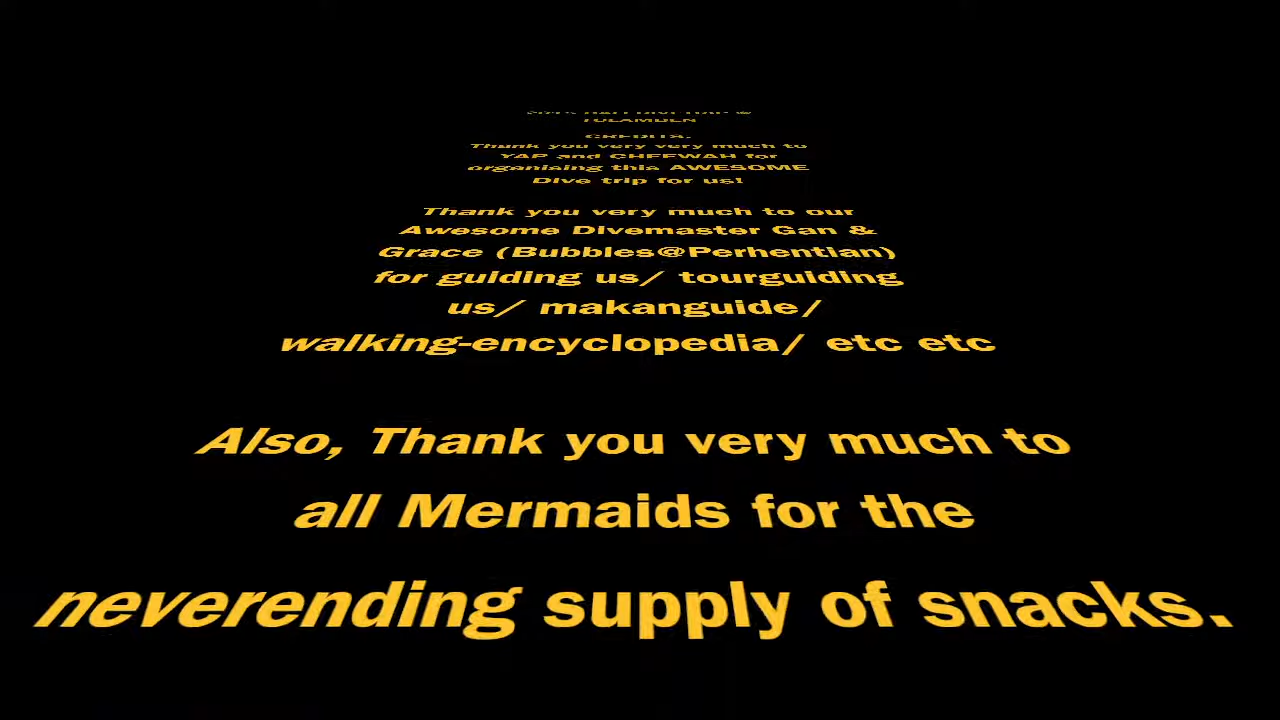 TULAMBEN
CREDITS.
Thank you very very much to
YAP and CHEEWAH for
organising this AWESOME
Dive trip for us!
Thank you very much to our
Awesome Divemaster Gan &
Grace (Bubbles@Perhentian)
for guiding us/ tourguiding
us/ makanguide/
walking-encyclopedia/ etc etc
Also, Thank you very much to
all Mermaids for the
neverending supply of snacks.